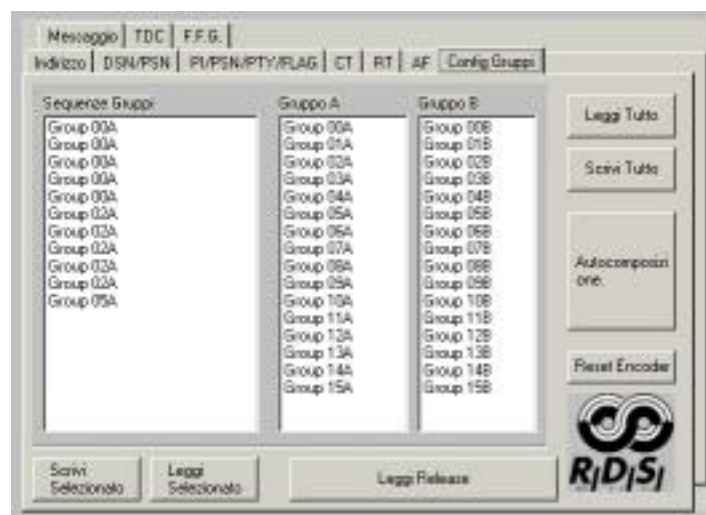 Messaggio TDC F.F.G.
Indirizzo DSN/PSN PI/PSN/PTY/FLAG CT RT AF Config Gruppi
Sequenze Gruppi
Group 00A
Group 00A
Group 00A
Group 00A
Group 00A
Group 02A
Group 02A
Group 02A
Group 02A
Group 02A
Group 05A
Gruppo A
Group 00A
Group 01A
Group 02A
Group 03A
Group 04A
Group 05A
Group 06A
Group 07A
Group 08A
Group 09A
Group 10A
Group 11A
Group 12A
Group 13A
Group 14A
Group 15A
Gruppo B
Group 00B
Group 01B
Group 02B
Group 03B
Group 04B
Group 05B
Group 06B
Group 07B
Group 08B
Group 09B
Group 10B
Group 11B
Group 12B
Group 13B
Group 14B
Group 15B
Leggi Tutto
Scrivi Tutto
Autocomposizi
one.
Reset Encoder
Scrivi
Selezionato
Leggi
Selezionato
Leggi Release
R|D|S|